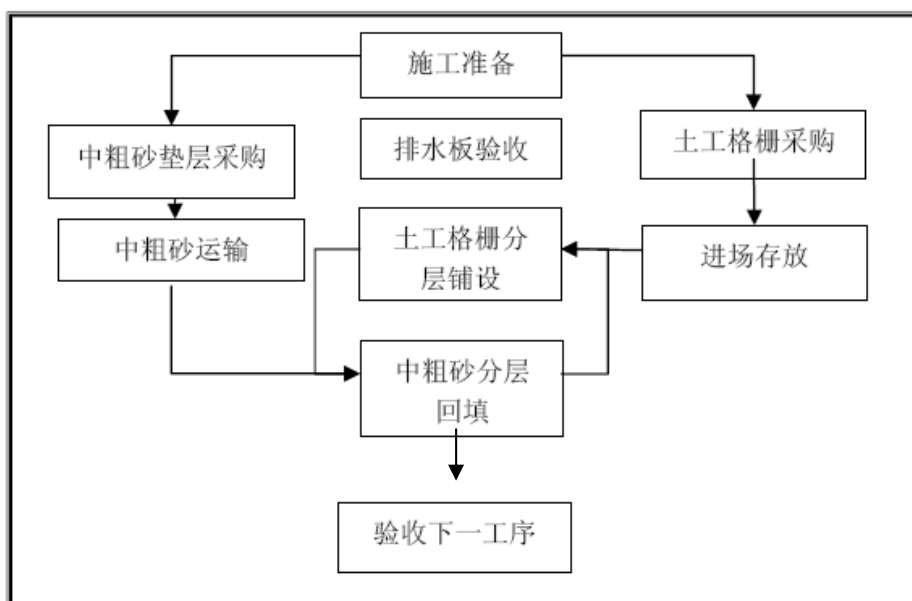 施工准备
中粗砂垫层采购
排水板验收
土工格栅采购
中粗砂运输
土工格栅分
层铺设
进场存放
中粗砂分层
回填
验收下一工序